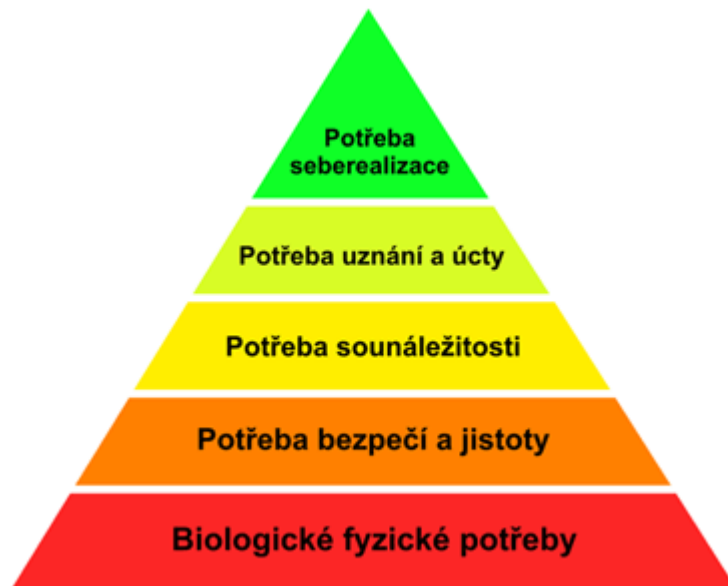 Potřeba
seberealizace
Potřeba uznání a úcty
Potřeba sounáležitosti
Potřeba bezpečí a jistoty
Biologické fyzické potřeby